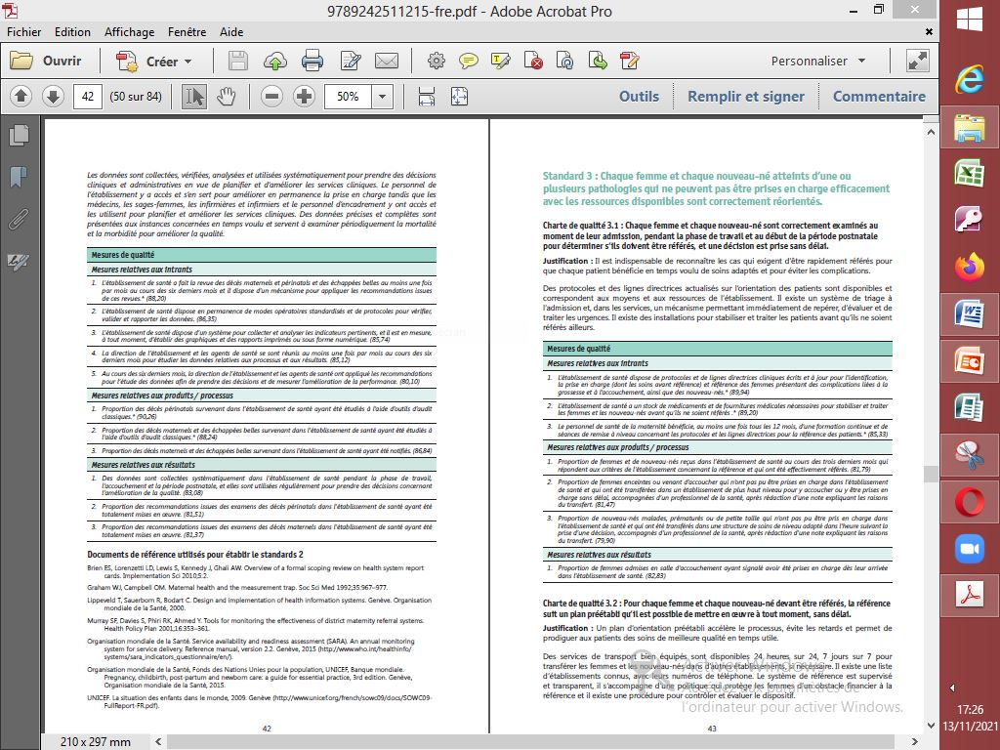 9789242511215-fre.pdf - Adobe Acrobat Pro
Fichier Edition Affichage Fenêtre Aide
Ouvrir Créer Personnaliser
42 (50 sur 84) 50% Outils Remplir et signer Commentaire
Les données sont collectées, vérifiées, analysées et utilisées systématiquement pour prendre des décisions
cliniques et administratives en vue de planifier et d'améliorer les services cliniques. Le personnel de
l'établissement y a accès et s'en sert pour améliorer en permanence la prise en charge tandis que les
médecins, les sages-femmes, les infirmières et infirmiers et le personnel d'encadrement y ont accès et
les utilisent pour planifier et améliorer les services cliniques. Des données précises et complètes sont
présentées aux instances concernées en temps voulu et servent à examiner périodiquement la mortalité
et la morbidité pour améliorer la qualité.
Mesures de qualité
Mesures relatives aux intrants
1. L'établissement de santé a fait la revue des décès maternels et périnatals et des échappées belles au moins une fois
par mois au cours des six derniers mois et il dispose d'un mécanisme pour appliquer les recommandations issues
de ces revues.* (88,20)
2. L'établissement de santé dispose en permanence de modes opératoires standardisés et de protocoles pour vérifier,
valider et rapporter les données. (86,35)
3. L'établissement de santé dispose d'un système pour collecter et analyser les indicateurs pertinents, et il est en mesure,
à tout moment, d'établir des graphiques et des rapports imprimés ou sous forme numérique. (85,74)
4. La direction de l'établissement et les agents de santé se sont réunis au moins une fois par mois au cours des six
derniers mois pour étudier les données relatives aux processus et aux résultats. (85,12)
5. Au cours des six derniers mois, la direction de l'établissement et les agents de santé ont appliqué les recommandations
pour l'étude des données afin de prendre des décisions et de mesurer l'amélioration de la performance. (80,10)
Mesures relatives aux produits / processus
1. Proportion des décès périnatals survenant dans l'établissement de santé ayant été étudiés à l'aide d'outils d'audit
classiques.* (90,26)
2. Proportion des décès maternels et des échappées belles survenant dans l'établissement de santé ayant été étudiés à
l'aide d'outils d'audit classiques.* (88,24)
3. Proportion des décès maternels et des échappées belles survenant dans l'établissement de santé ayant été notifiés. (86,84)
Mesures relatives aux résultats
1. Des données sont collectées systématiquement dans l'établissement de santé pendant la phase de travail,
l'accouchement et la période postnatale, et elles sont utilisées régulièrement pour prendre des décisions concernant
l'amélioration de la qualité. (83,08)
2. Proportion des recommandations issues des examens des décès périnatals dans l'établissement de santé ayant été
totalement mises en œuvre. (81,51)
3. Proportion des recommandations issues des examens des décès maternels dans l'établissement de santé ayant été
totalement mises en œuvre. (81,37)
Documents de référence utilisés pour établir le standards 2
Brien ES, Lorenzetti LD, Lewis S, Kennedy J, Ghali AW. Overview of a formal scoping review on health system report
cards. Implementation Sci 2010;5:2.
Graham WJ, Campbell OM. Maternal health and the measurement trap. Soc Sci Med 1992;35:967–977.
Lippeveld T, Sauerborn R, Bodart C. Design and implementation of health information systems. Genève. Organisation
mondiale de la Santé, 2000.
Murray SF, Davies S, Phiri RK, Ahmed Y. Tools for monitoring the effectiveness of district maternity referral systems.
Health Policy Plan 2001;16:353–361.
Organisation mondiale de la Santé. Service availability and readiness assessment (SARA). An annual monitoring
system for service delivery. Reference manual, version 2.2. Genève, 2015 (http://www.who.int/healthinfo/
systems/sara_indicators_questionnaire/en/).
Organisation mondiale de la Santé, Fonds des Nations Unies pour la population, UNICEF, Banque mondiale.
Pregnancy, childbirth, post-partum and newborn care: a guide for essential practice, 3rd edition. Genève,
Organisation mondiale de la Santé, 2015.
UNICEF. La situation des enfants dans le monde, 2009. Genève (http://www.unicef.org/french/sowc09/docs/SOWC09-
FullReport-FR.pdf).
42
Standard 3 : Chaque femme et chaque nouveau-né atteints d'une ou
plusieurs pathologies qui ne peuvent pas être prises en charge efficacement
avec les ressources disponibles sont correctement réorientés.
Charte de qualité 3.1 : Chaque femme et chaque nouveau-né sont correctement examinés au
moment de leur admission, pendant la phase de travail et au début de la période postnatale
pour déterminer s'ils doivent être référés, et une décision est prise sans délai.
Justification : Il est indispensable de reconnaître les cas qui exigent d'être rapidement référés pour
que chaque patient bénéficie en temps voulu de soins adaptés et pour éviter les complications.
Des protocoles et des lignes directrices actualisés sur l'orientation des patients sont disponibles et
correspondent aux moyens et aux ressources de l'établissement. Il existe un système de triage à
l'admission et, dans les services, un mécanisme permettant immédiatement de repérer, d'évaluer et de
traiter les urgences. Il existe des installations pour stabiliser et traiter les patients avant qu'ils ne soient
référés ailleurs.
Mesures de qualité
Mesures relatives aux intrants
1. L'établissement de santé dispose de protocoles et de lignes directrices cliniques écrits et à jour pour l'identification,
la prise en charge (dont les soins avant référence) et référence des femmes présentant des complications liées à la
grossesse et à l'accouchement, ainsi que des nouveau-nés.* (89,94)
2. L'établissement de santé a un stock de médicaments et de fournitures médicales nécessaires pour stabiliser et traiter
les femmes et les nouveau-nés avant qu'ils ne soient référés .* (89,20)
3. Le personnel de santé de la maternité bénéficie, au moins une fois tous les 12 mois, d'une formation continue et de
séances de remise à niveau concernant les protocoles et les lignes directrices pour la référence des patients.* (85,33)
Mesures relatives aux produits / processus
1. Proportion de femmes et de nouveau-nés reçus dans l'établissement de santé au cours des trois derniers mois qui
répondent aux critères de l'établissement concernant la référence et qui ont été effectivement référés. (81,79)
2. Proportion de femmes enceintes ou venant d'accoucher qui n'ont pas pu être prises en charge dans l'établissement
de santé et qui ont été transférées dans un établissement de plus haut niveau pour y accoucher ou y être prises en
charge sans délai, accompagnées d'un professionnel de la santé, après rédaction d'une note expliquant les raisons
du transfert. (81,47)
3. Proportion de nouveau-nés malades, prématurés ou de petite taille qui n'ont pas pu être pris en charge dans
l'établissement de santé et qui ont été transférés dans une structure de soins de niveau adapté dans l'heure suivant la
prise d'une décision, accompagnés d'un professionnel de la santé, après rédaction d'une note expliquant les raisons
du transfert. (79,90)
Mesures relatives aux résultats
1. Proportion de femmes admises en salle d'accouchement ayant signalé avoir été prises en charge dès leur arrivée
dans l'établissement de santé. (82,83)
Charte de qualité 3.2 : Pour chaque femme et chaque nouveau-né devant être référés, la référence
suit un plan préétabli qu'il est possible de mettre en œuvre à tout moment, sans délai.
Justification : Un plan d'orientation préétabli accélère le processus, évite les retards et permet de
prodiguer aux patients des soins de meilleure qualité en temps utile.
Des services de transport bien équipés sont disponibles 24 heures sur 24, 7 jours sur 7 pour
transférer les femmes et les nouveau-nés dans d'autres établissements, si nécessaire. Il existe une liste
d'établissements connus, avec leurs numéros de téléphone. Le système de référence est supervisé
et transparent, il s'accompagne d'une politique qui protège les femmes d'un obstacle financier à la
référence et il existe une procédure pour contrôler et évaluer le dispositif.
43
Activer Windows
Accédez aux paramètres de
l'ordinateur pour activer Windows.
210 x 297 mm
17:26
13/11/2021